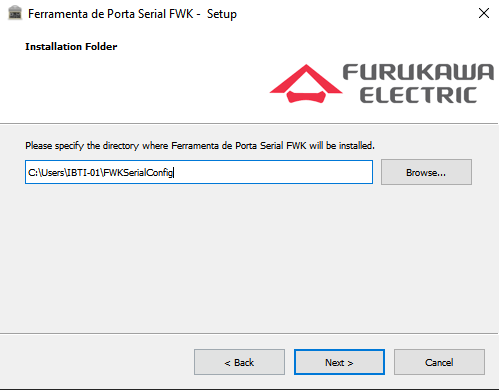 Ferramenta de Porta Serial FWK - Setup
Installation Folder
FURUKAWA
ELECTRIC
Please specify the directory where Ferramenta de Porta Serial FWK will be installed.
C:\Users\IBTI-01\FWKSerialConfig
Browse...
< Back
Next >
Cancel